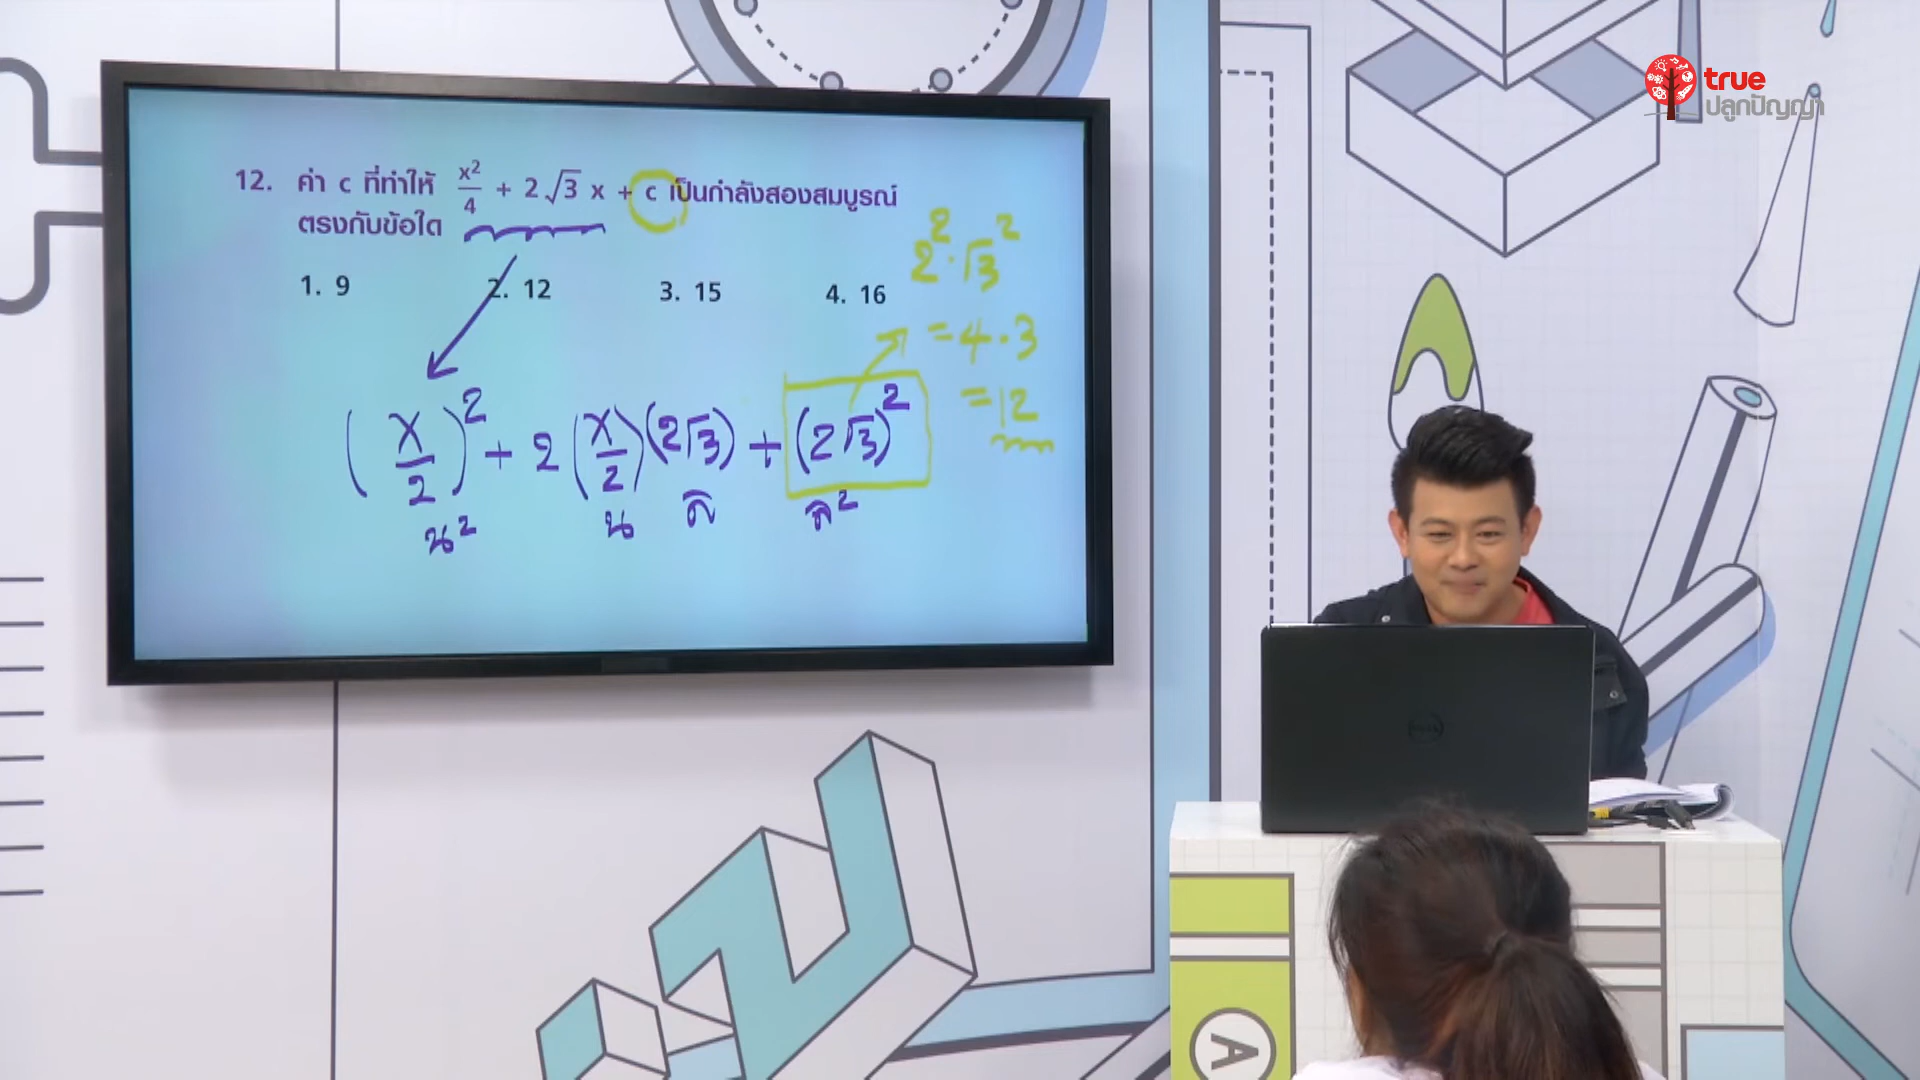 true
ปลูกปัญญา
12. ค่า c ที่ทำให้ x²/4 + 2√3 x + c เป็นกำลังสองสมบูรณ์
ตรงกับข้อใด
1. 9 2. 12 3. 15 4. 16
2² · √3²
= 4 · 3
= 12
(x/2)² + 2(x/2)(2√3) + (2√3)²
น² น ล ล²
DELL
A